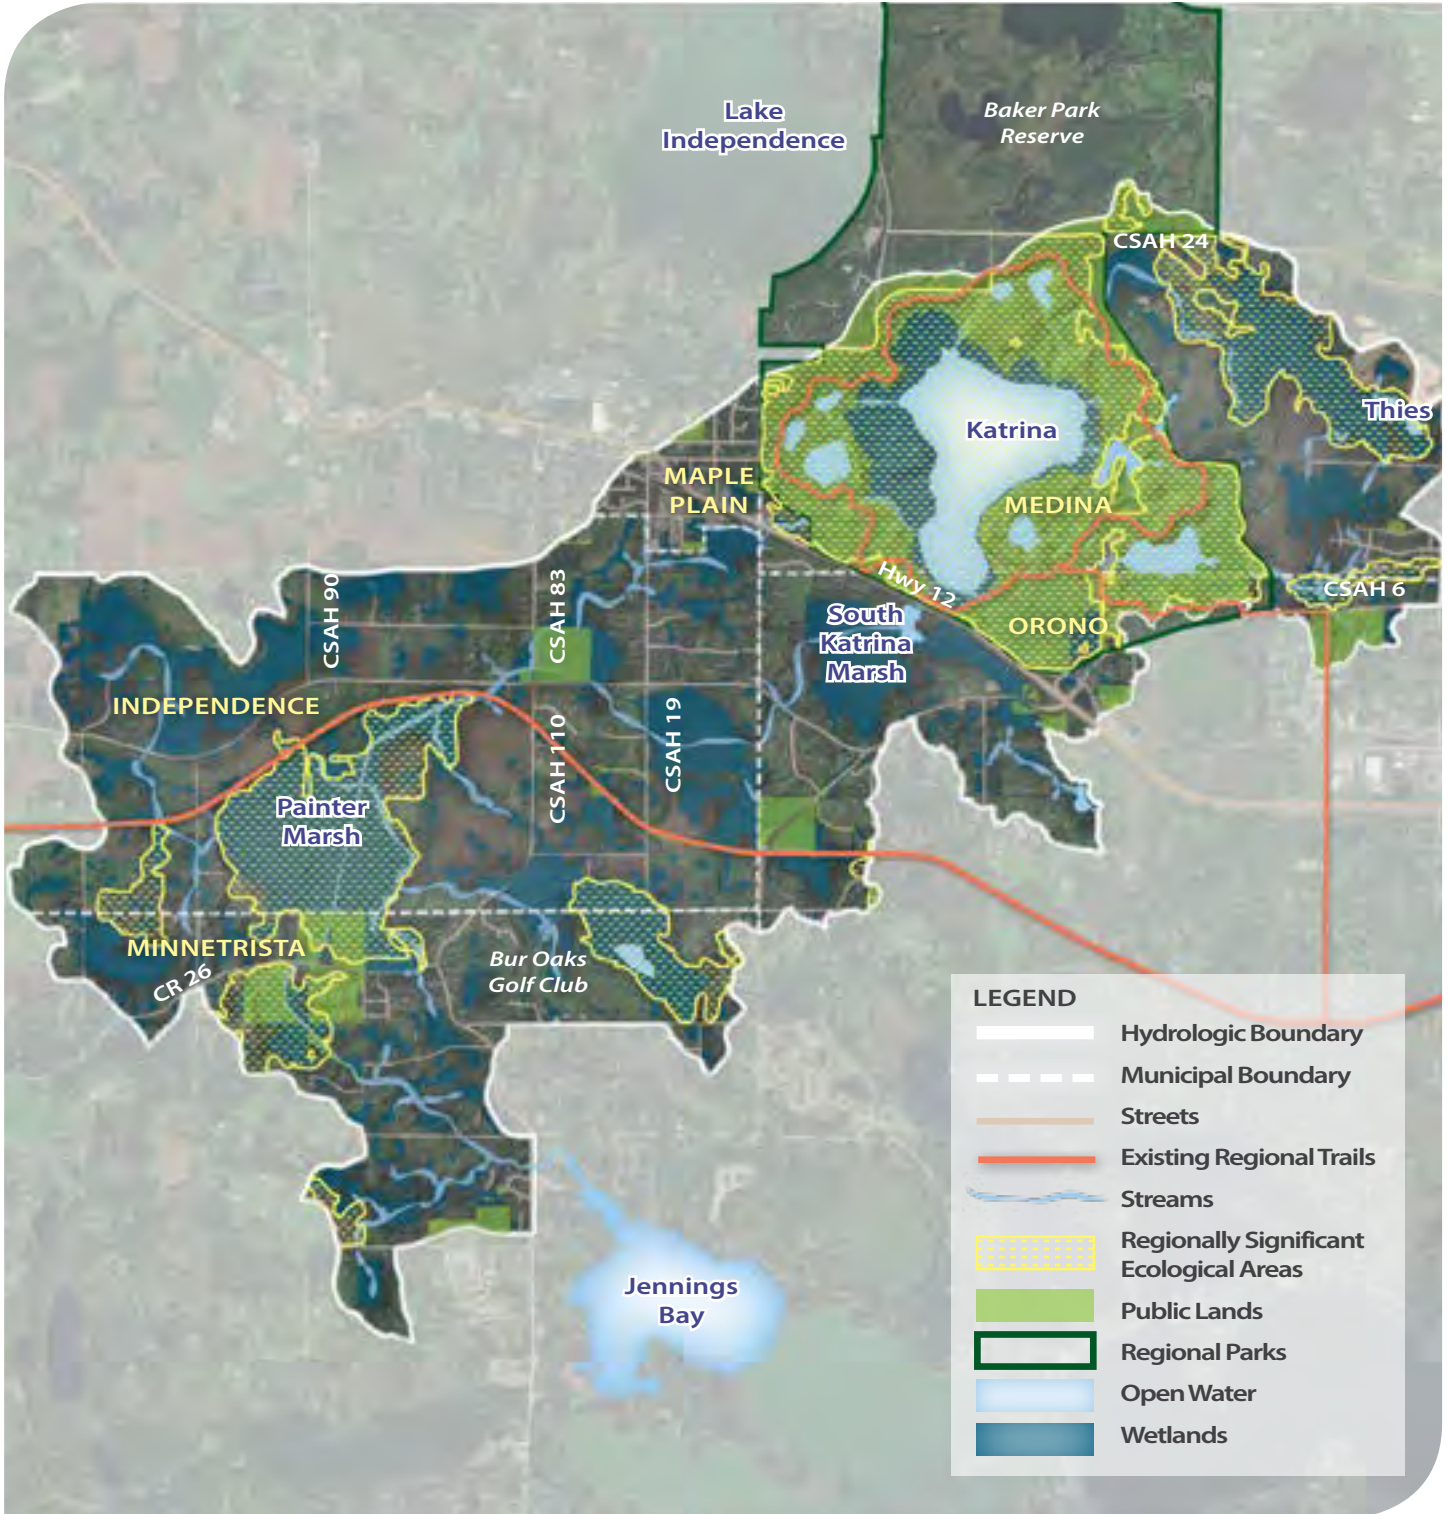 Lake
Independence
Baker Park
Reserve
CSAH 24
Thies
Katrina
MAPLE
PLAIN
MEDINA
Hwy 12
CSAH 6
CSAH 90
CSAH 83
South
Katrina
Marsh
ORONO
INDEPENDENCE
CSAH 110
CSAH 19
Painter
Marsh
MINNETRISTA
CR 26
Bur Oaks
Golf Club
Jennings
Bay
LEGEND
Hydrologic Boundary
Municipal Boundary
Streets
Existing Regional Trails
Streams
Regionally Significant
Ecological Areas
Public Lands
Regional Parks
Open Water
Wetlands